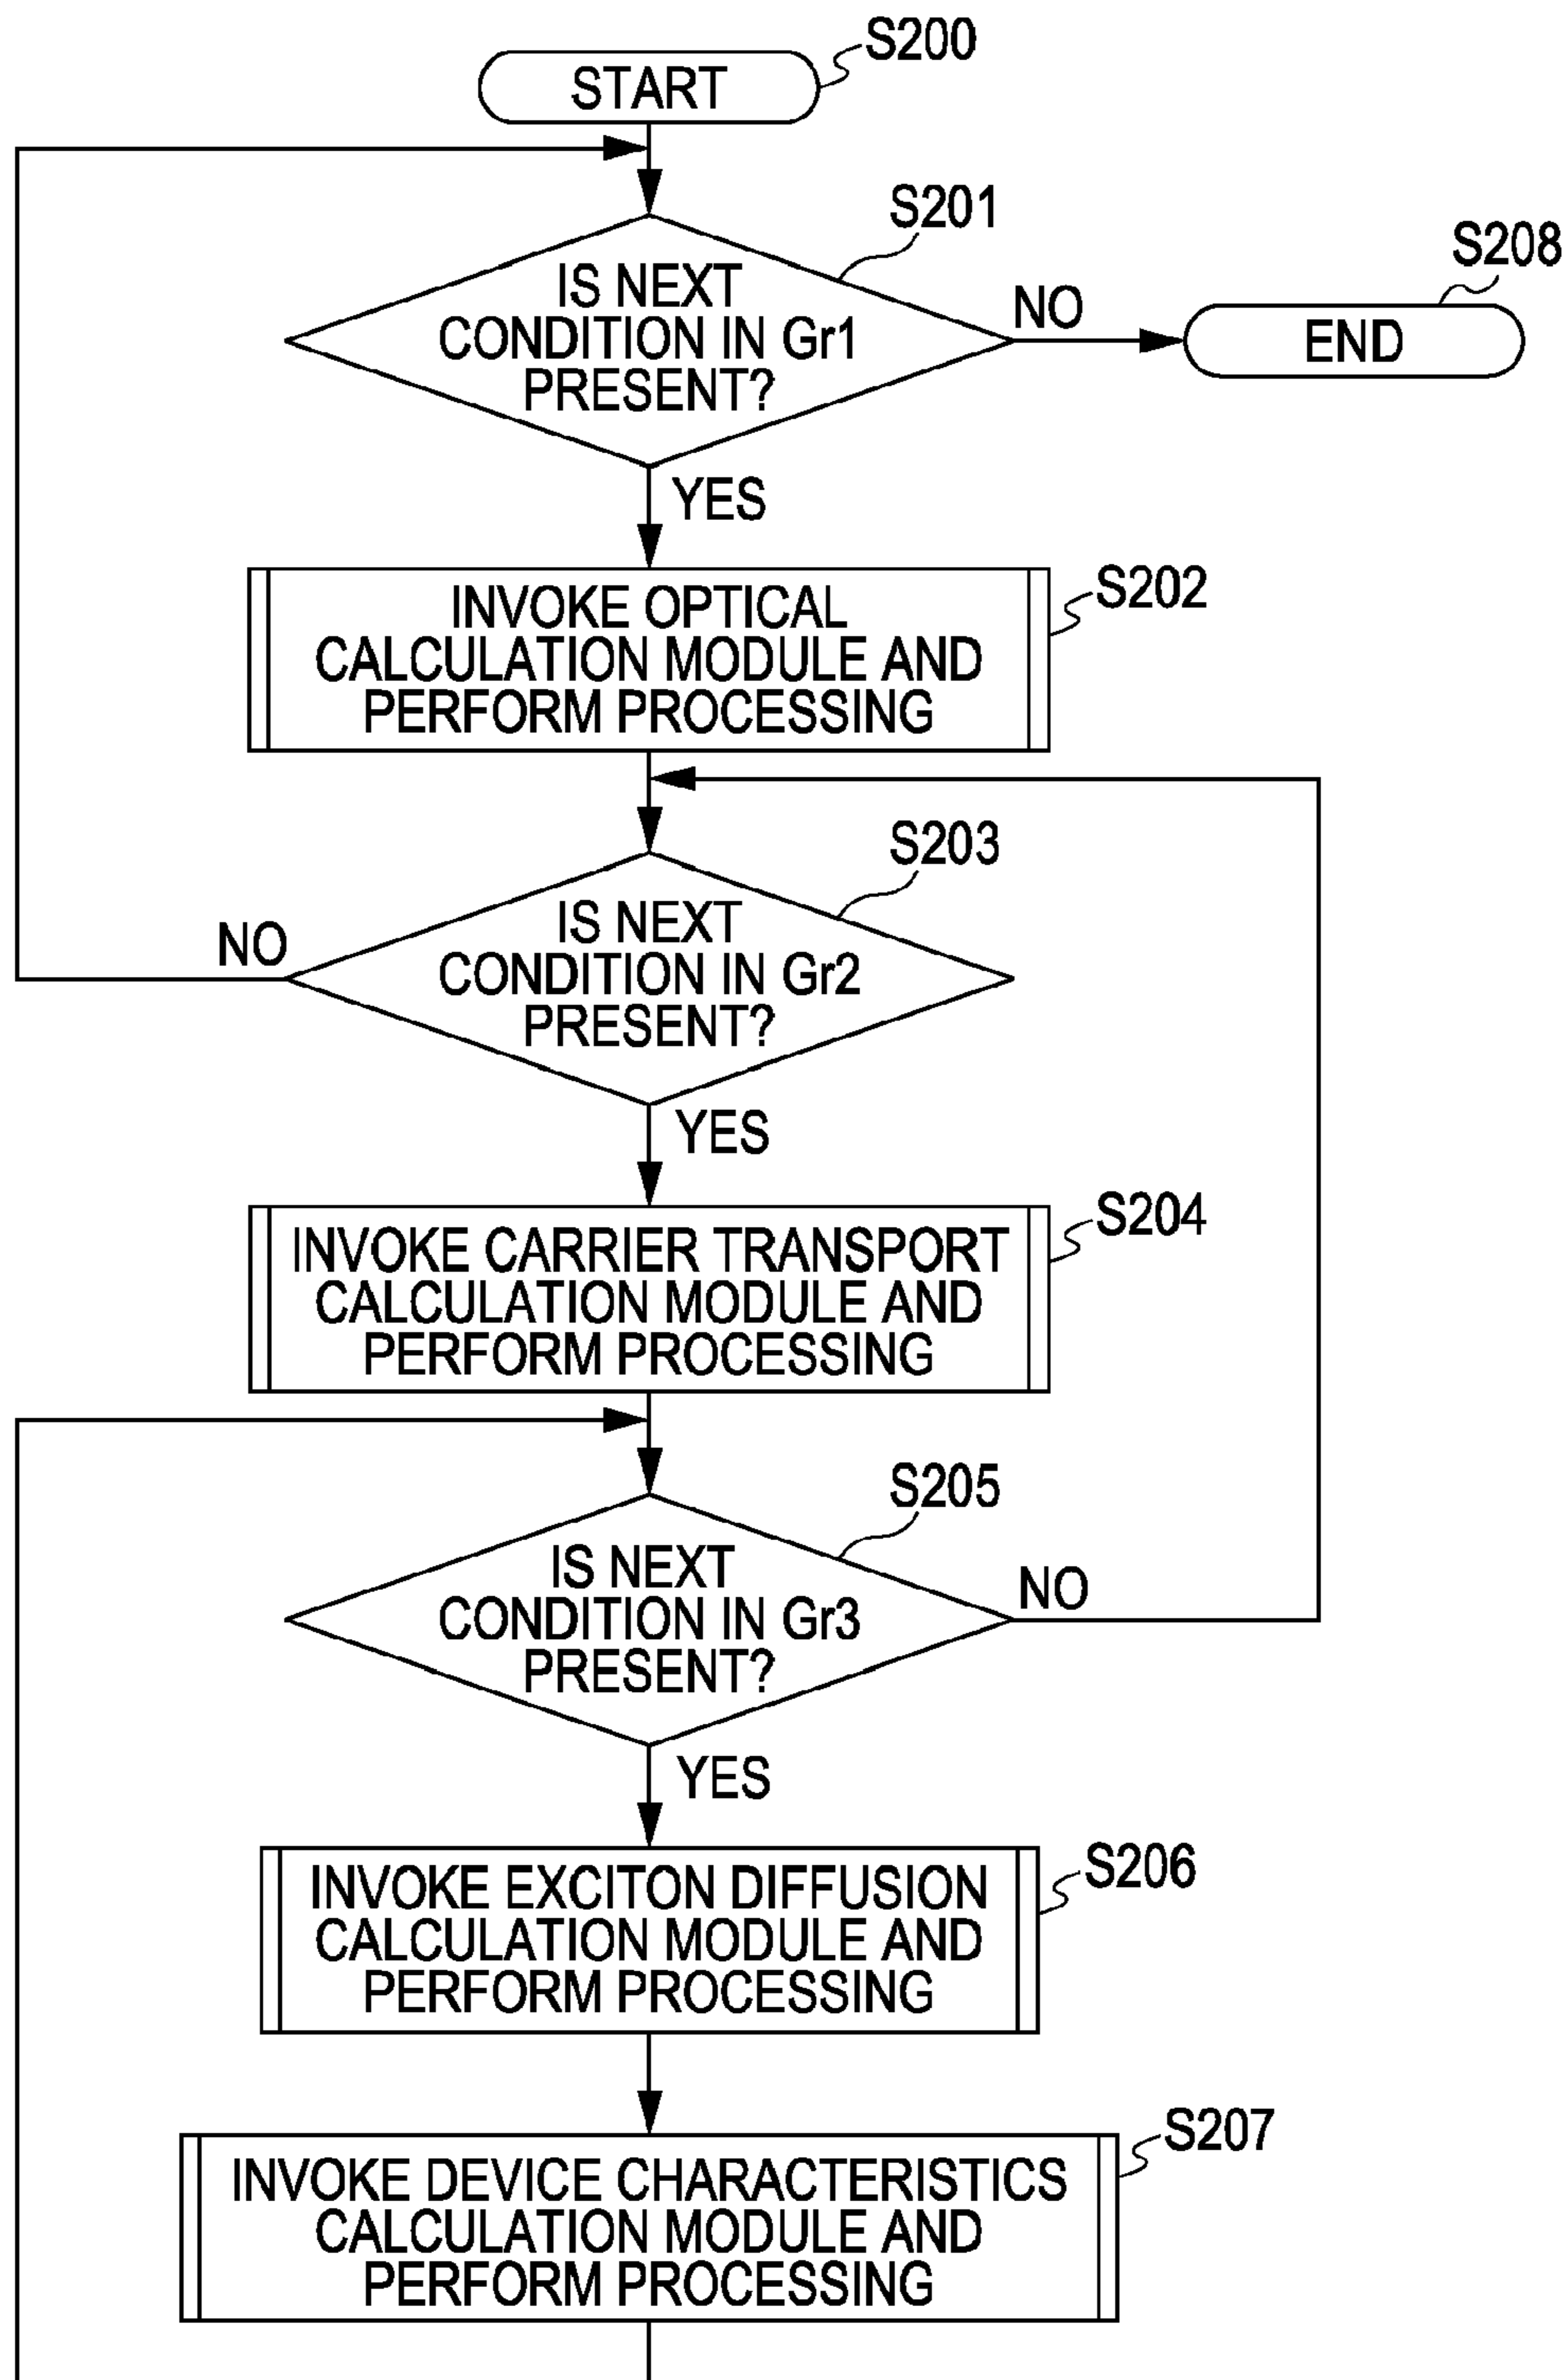 START
S200
S201
IS NEXT
CONDITION IN Gr1
PRESENT?
NO
S208
END
YES
INVOKE OPTICAL
CALCULATION MODULE AND
PERFORM PROCESSING
S202
S203
IS NEXT
CONDITION IN Gr2
PRESENT?
NO
YES
INVOKE CARRIER TRANSPORT
CALCULATION MODULE AND
PERFORM PROCESSING
S204
S205
IS NEXT
CONDITION IN Gr3
PRESENT?
NO
YES
INVOKE EXCITON DIFFUSION
CALCULATION MODULE AND
PERFORM PROCESSING
S206
INVOKE DEVICE CHARACTERISTICS
CALCULATION MODULE AND
PERFORM PROCESSING
S207